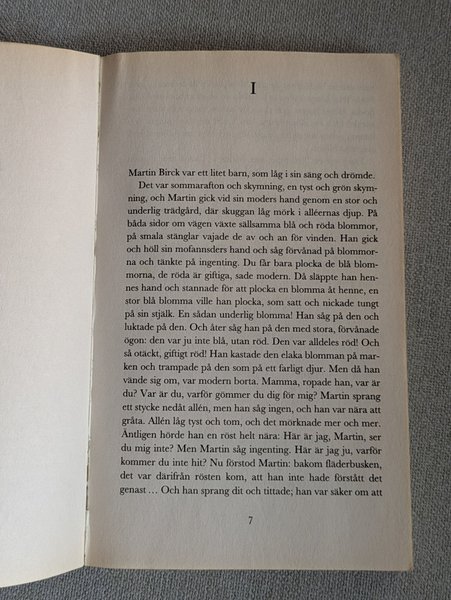 I
Martin Birck var ett litet barn, som låg i sin säng och drömde.
Det var sommarafton och skymning, en tyst och grön skym-
ning, och Martin gick vid sin moders hand genom en stor och
underlig trädgård, där skuggan låg mörk i alléernas djup. På
båda sidor om vägen växte sällsamma blå och röda blommor,
på smala stänglar vajade de av och an för vinden. Han gick
och höll sin mofannsders hand och såg förvånad på blommor-
na och tänkte på ingenting. Du får bara plocka de blå blom-
morna, de röda är giftiga, sade modern. Då släppte han hen-
nes hand och stannade för att plocka en blomma åt henne, en
stor blå blomma ville han plocka, som satt och nickade tungt
på sin stjälk. En sådan underlig blomma! Han såg på den och
luktade på den. Och åter såg han på den med stora, förvånade
ögon: den var ju inte blå, utan röd. Den var alldeles röd! Och
så otäckt, giftigt röd! Han kastade den elaka blomman på mar-
ken och trampade på den som på ett farligt djur. Men då han
vände sig om, var modern borta. Mamma, ropade han, var är
du? Var är du, varför gömmer du dig för mig? Martin sprang
ett stycke nedåt allén, men han såg ingen, och han var nära att
gråta. Allén låg tyst och tom, och det mörknade mer och mer.
Äntligen hörde han en röst helt nära: Här är jag, Martin, ser
du mig inte? Men Martin såg ingenting. Här är jag ju, varför
kommer du inte hit? Nu förstod Martin: bakom fläderbusken,
det var därifrån rösten kom, att han inte hade förstått det
genast … Och han sprang dit och tittade; han var säker om att
7